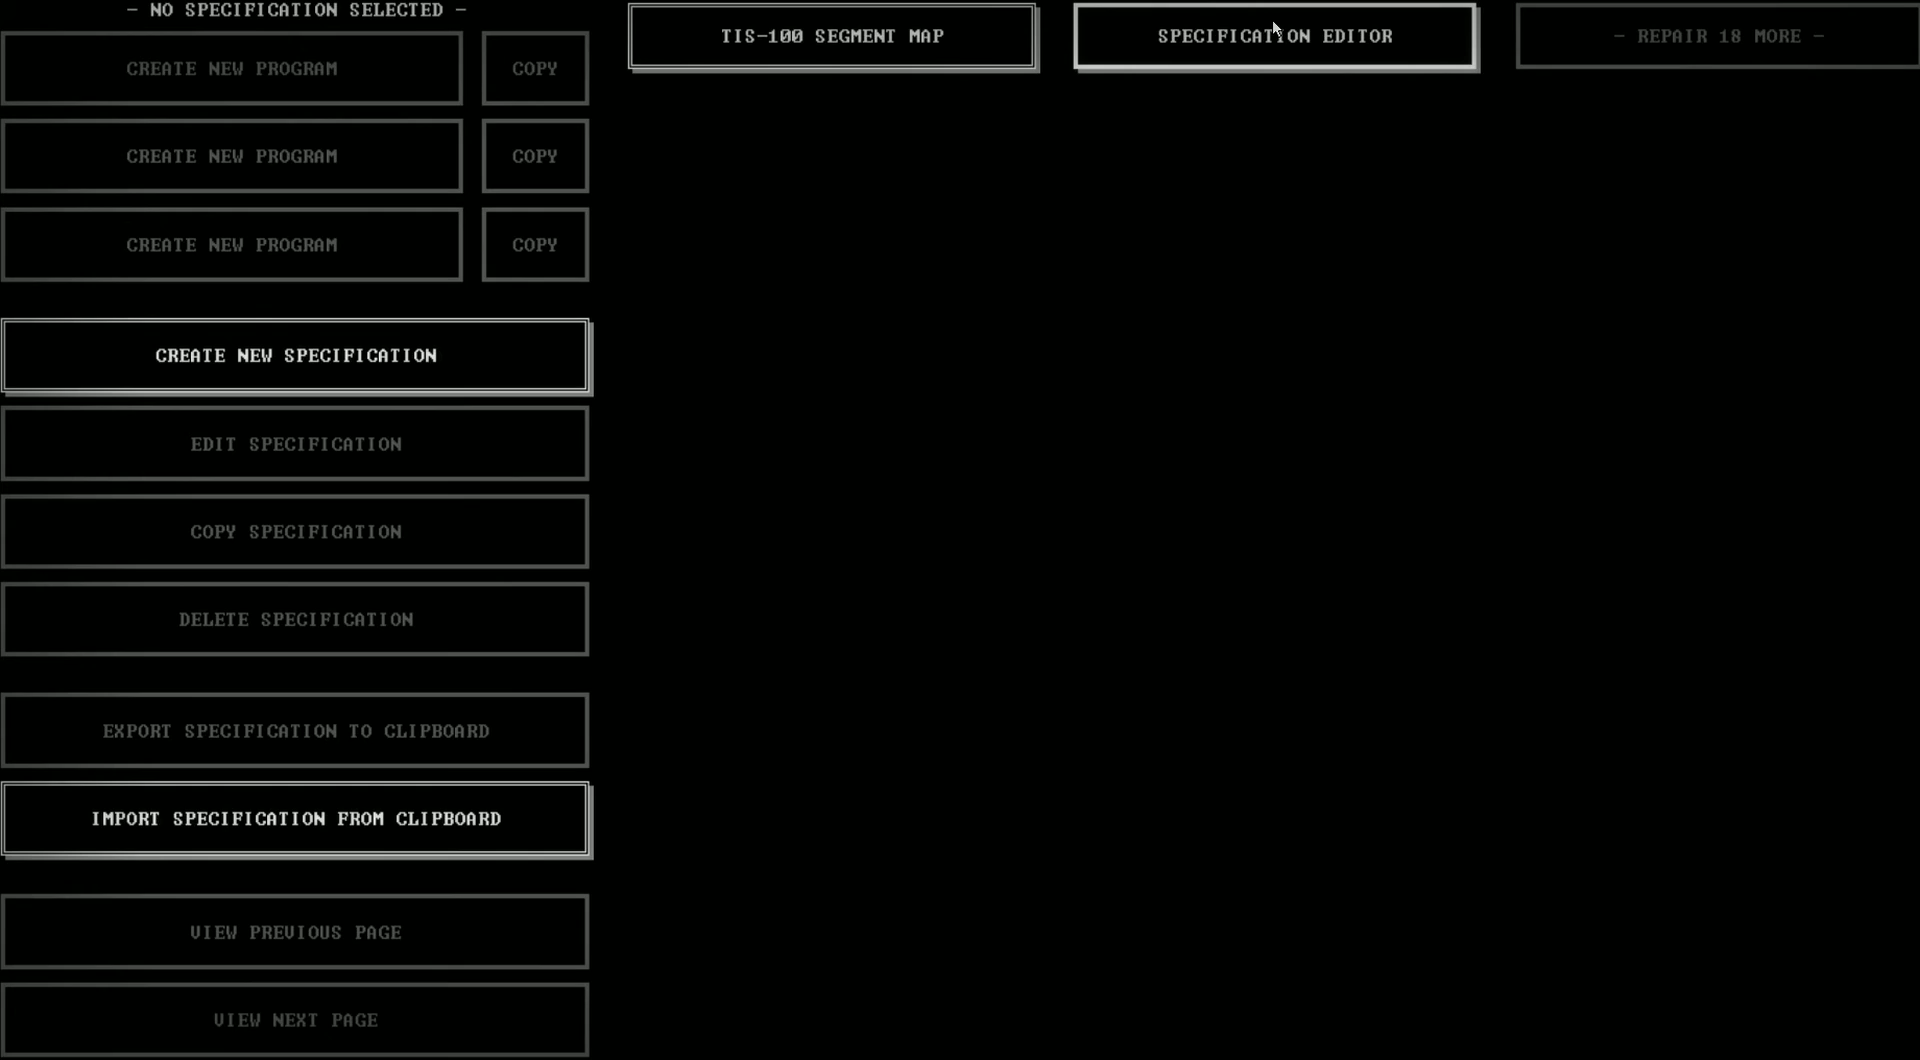 — NO SPECIFICATION SELECTED —
CREATE NEW PROGRAM COPY
CREATE NEW PROGRAM COPY
CREATE NEW PROGRAM COPY
CREATE NEW SPECIFICATION
EDIT SPECIFICATION
COPY SPECIFICATION
DELETE SPECIFICATION
EXPORT SPECIFICATION TO CLIPBOARD
IMPORT SPECIFICATION FROM CLIPBOARD
VIEW PREVIOUS PAGE
VIEW NEXT PAGE
TIS-100 SEGMENT MAP
SPECIFICATION EDITOR
— REPAIR 18 MORE —